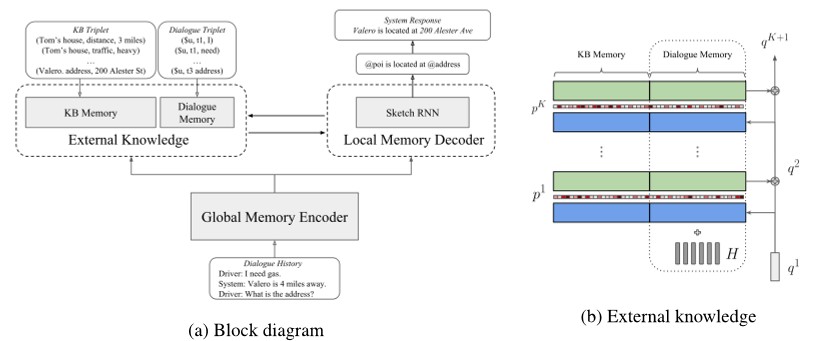 KB Triplet
(Tom's house, distance, 3 miles)
(Tom's house, traffic, heavy)
...
(Valero. address, 200 Alester St)
Dialogue Triplet
($u, t1, I)
($u, t1, need)
...
($u, t3 address)
System Response
Valero is located at 200 Alester Ave
@poi is located at @address
KB Memory
Dialogue
Memory
External Knowledge
Sketch RNN
Local Memory Decoder
Global Memory Encoder
Dialogue History
Driver: I need gas.
System: Valero is 4 miles away.
Driver: What is the address?
(a) Block diagram
KB Memory
Dialogue Memory
q^{K+1}
p^K
⋮ ⋮
q^2
p^1
+
H
q^1
(b) External knowledge